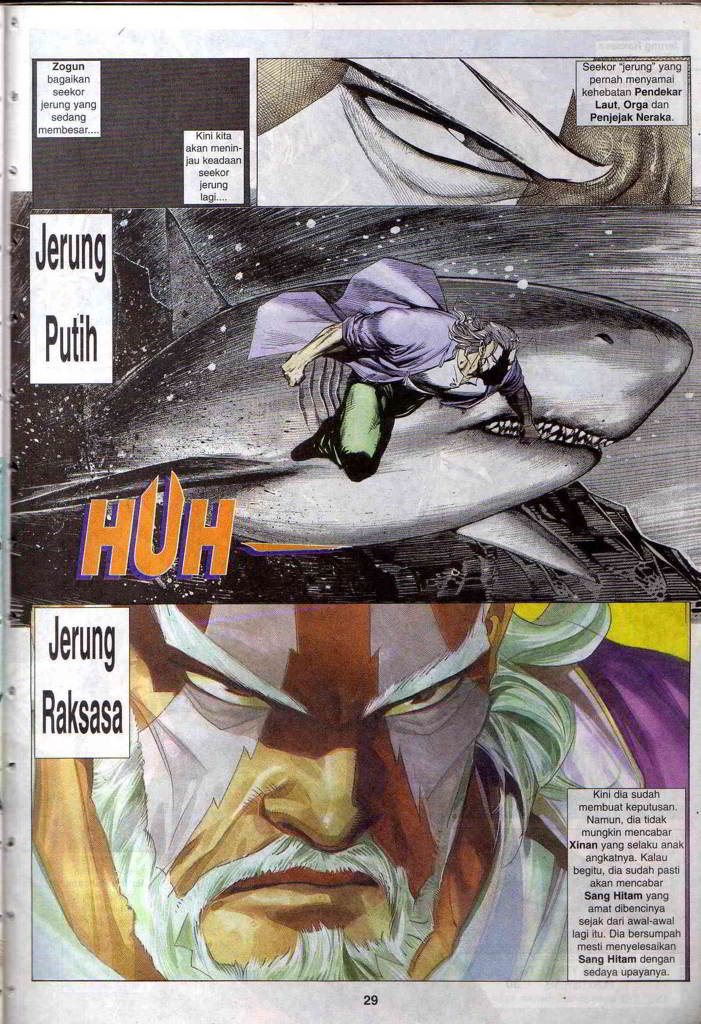 Zogun
bagaikan
seekor
jerung yang
sedang
membesar....
Kini kita
akan menin-
jau keadaan
seekor
jerung
lagi....
Seekor "jerung" yang
pernah menyamai
kehebatan Pendekar
Laut, Orga dan
Penjejak Neraka.
Jerung
Putih
HUH
Jerung
Raksasa
Kini dia sudah
membuat keputusan.
Namun, dia tidak
mungkin mencabar
Xinan yang selaku anak
angkatnya. Kalau
begitu, dia sudah pasti
akan mencabar
Sang Hitam yang
amat dibencinya
sejak dari awal-awal
lagi itu. Dia bersumpah
mesti menyelesaikan
Sang Hitam dengan
sedaya upayanya.
29